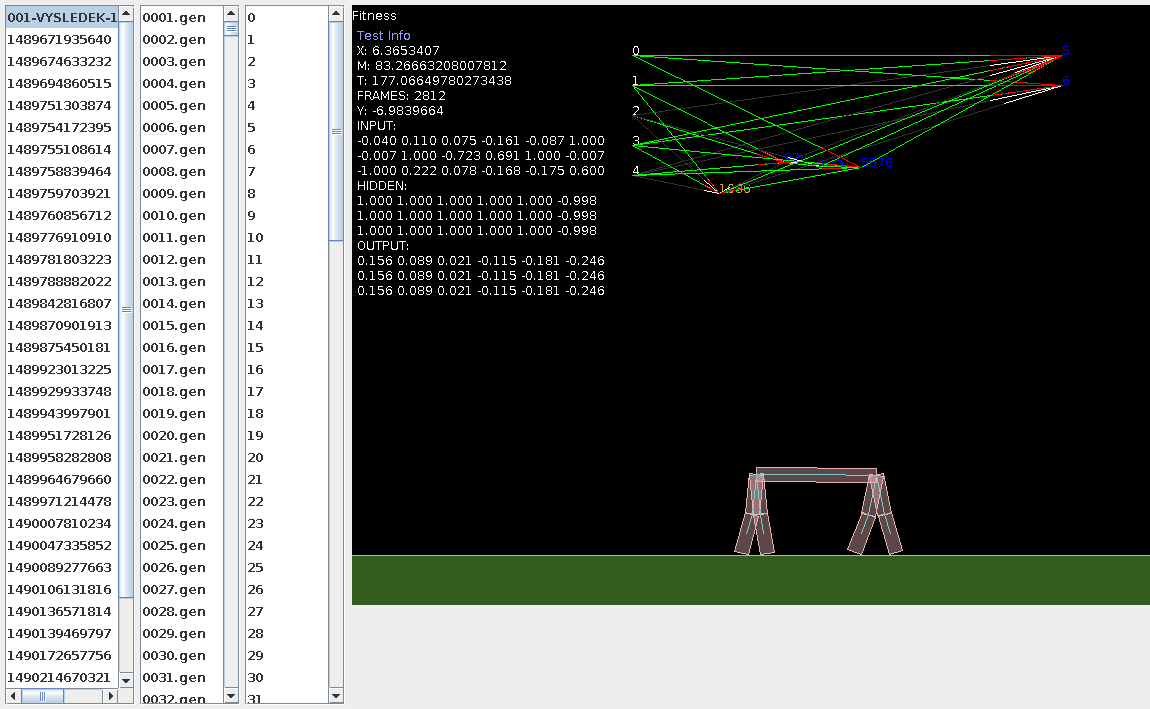 001-VYSLEDEK-1
1489671935640
1489674633232
1489694860515
1489751303874
1489754172395
1489755108614
1489758839464
1489759703921
1489760856712
1489776910910
1489781803223
1489788882022
1489842816807
1489870901913
1489875450181
1489923013225
1489929933748
1489943997901
1489951728126
1489958282808
1489964679660
1489971214478
1490007810234
1490047335852
1490089277663
1490106131816
1490136571814
1490139469797
1490172657756
1490214670321
0001.gen
0002.gen
0003.gen
0004.gen
0005.gen
0006.gen
0007.gen
0008.gen
0009.gen
0010.gen
0011.gen
0012.gen
0013.gen
0014.gen
0015.gen
0016.gen
0017.gen
0018.gen
0019.gen
0020.gen
0021.gen
0022.gen
0023.gen
0024.gen
0025.gen
0026.gen
0027.gen
0028.gen
0029.gen
0030.gen
0031.gen
0032.gen
0
1
2
3
4
5
6
7
8
9
10
11
12
13
14
15
16
17
18
19
20
21
22
23
24
25
26
27
28
29
30
31
Fitness
Test Info
X: 6.3653407
M: 83.26663208007812
T: 177.06649780273438
FRAMES: 2812
Y: -6.9839664
INPUT:
-0.040 0.110 0.075 -0.161 -0.087 1.000
-0.007 1.000 -0.723 0.691 1.000 -0.007
-1.000 0.222 0.078 -0.168 -0.175 0.600
HIDDEN:
1.000 1.000 1.000 1.000 1.000 -0.998
1.000 1.000 1.000 1.000 1.000 -0.998
1.000 1.000 1.000 1.000 1.000 -0.998
OUTPUT:
0.156 0.089 0.021 -0.115 -0.181 -0.246
0.156 0.089 0.021 -0.115 -0.181 -0.246
0.156 0.089 0.021 -0.115 -0.181 -0.246
0
1
2
3
4
5
6